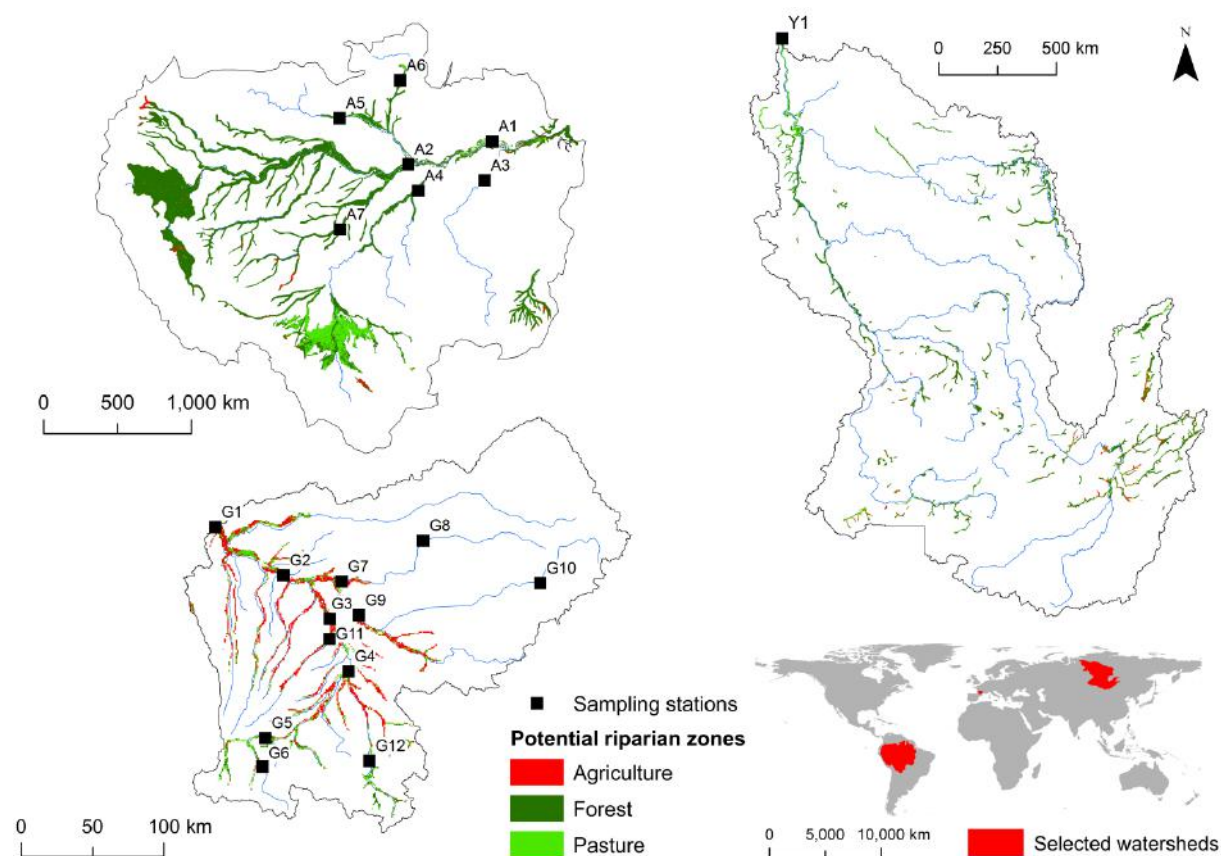 A6
A5
A1
A2
A3
A4
A7
0 500 1,000 km
Y1
0 250 500 km
N
G1
G8
G2
G7
G10
G3
G9
G11
G4
G5
G6
G12
0 50 100 km
Sampling stations
Potential riparian zones
Agriculture
Forest
Pasture
0 5,000 10,000 km
Selected watersheds